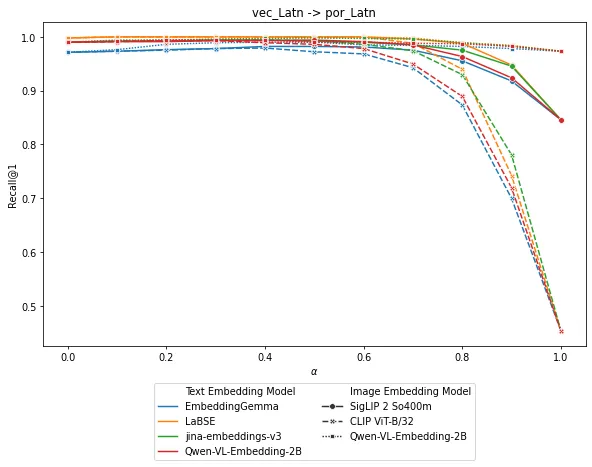 vec_Latn -> por_Latn
Recall@1
1.0
0.9
0.8
0.7
0.6
0.5
0.0 0.2 0.4 0.6 0.8 1.0
α
Text Embedding Model Image Embedding Model
EmbeddingGemma SigLIP 2 So400m
LaBSE CLIP ViT-B/32
jina-embeddings-v3 Qwen-VL-Embedding-2B
Qwen-VL-Embedding-2B